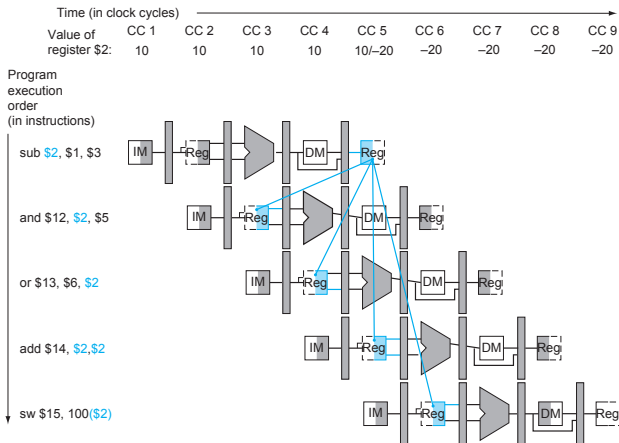 Time (in clock cycles)
Value of CC 1 CC 2 CC 3 CC 4 CC 5 CC 6 CC 7 CC 8 CC 9
register $2: 10 10 10 10 10/–20 –20 –20 –20 –20
Program
execution
order
(in instructions)
sub $2, $1, $3 IM Reg DM Reg
and $12, $2, $5 IM Reg DM Reg
or $13, $6, $2 IM Reg DM Reg
add $14, $2,$2 IM Reg DM Reg
sw $15, 100($2) IM Reg DM Reg